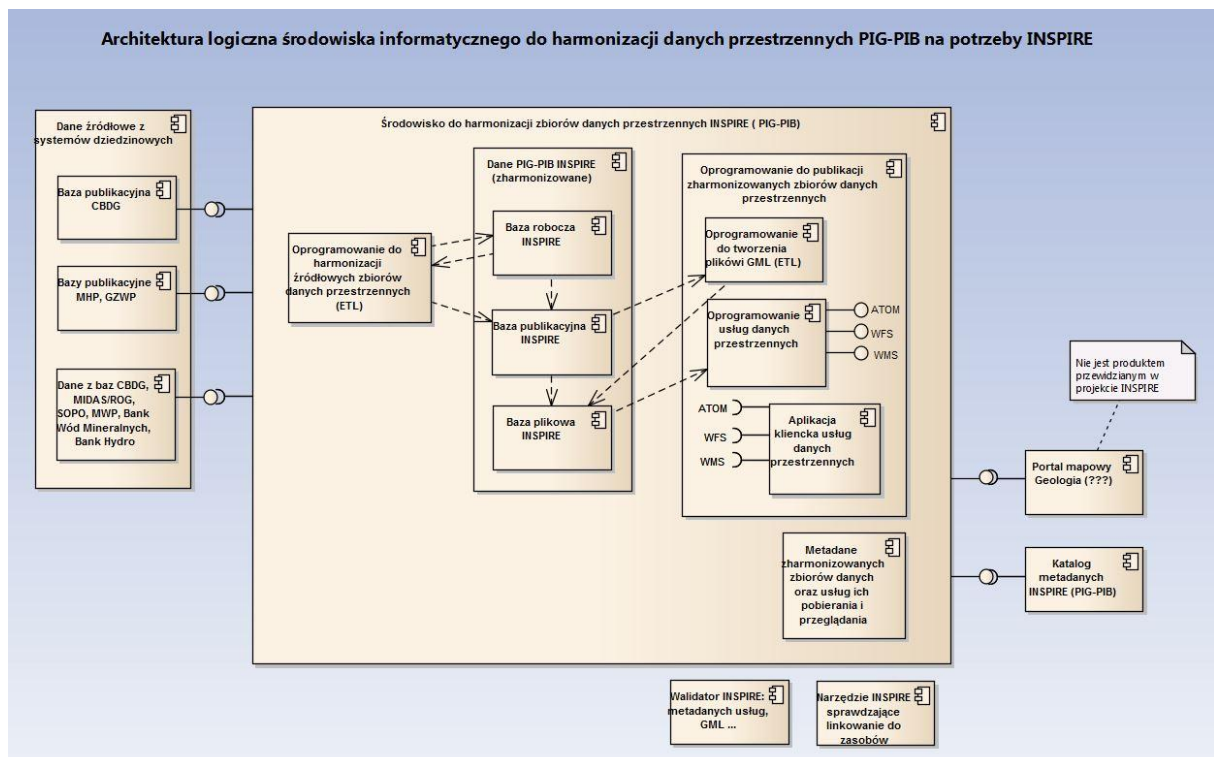 Architektura logiczna środowiska informatycznego do harmonizacji danych przestrzennych PIG-PIB na potrzeby INSPIRE
Dane źródłowe z
systemów dziedzinowych
Baza publikacyjna
CBDG
Bazy publikacyjne
MHP, GZWP
Dane z baz CBDG,
MIDAS/ROG,
SOPO, MWP, Bank
Wód Mineralnych,
Bank Hydro
Środowisko do harmonizacji zbiorów danych przestrzennych INSPIRE ( PIG-PIB)
Oprogramowanie do
harmonizacji
źródłowych zbiorów
danych przestrzennych
(ETL)
Dane PIG-PIB INSPIRE
(zharmonizowane)
Baza robocza
INSPIRE
Baza publikacyjna
INSPIRE
Baza plikowa
INSPIRE
Oprogramowanie do publikacji
zharmonizowanych zbiorów danych
przestrzennych
Oprogramowanie
do tworzenia
plikówi GML (ETL)
Oprogramowanie
usług danych
przestrzennych
ATOM
WFS
WMS
ATOM
WFS
WMS
Aplikacja
kliencka usług
danych
przestrzennych
Metadane
zharmonizowanych
zbiorów danych
oraz usług ich
pobierania i
przeglądania
Nie jest produktem
przewidzianym w
projekcie INSPIRE
Portal mapowy
Geologia (???)
Katalog
metadanych
INSPIRE (PIG-PIB)
Walidator INSPIRE:
metadanych usług,
GML ...
Narzędzie INSPIRE
sprawdzające
linkowanie do
zasobów